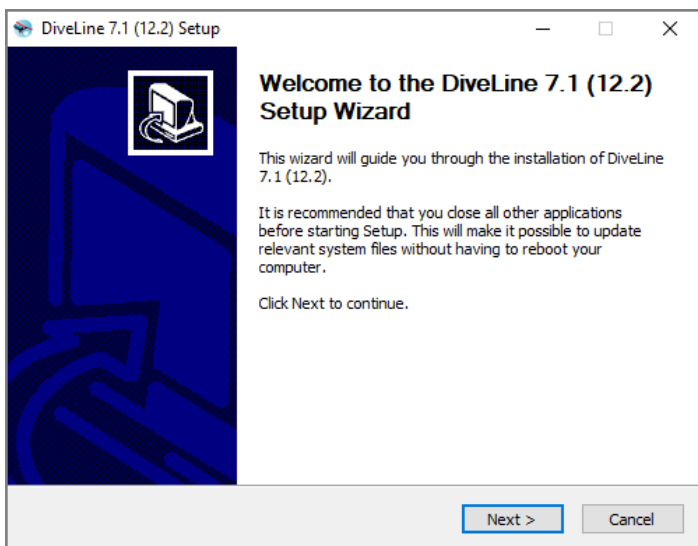 DiveLine 7.1 (12.2) Setup
Welcome to the DiveLine 7.1 (12.2)
Setup Wizard
This wizard will guide you through the installation of DiveLine
7.1 (12.2).
It is recommended that you close all other applications
before starting Setup. This will make it possible to update
relevant system files without having to reboot your
computer.
Click Next to continue.
Next >
Cancel